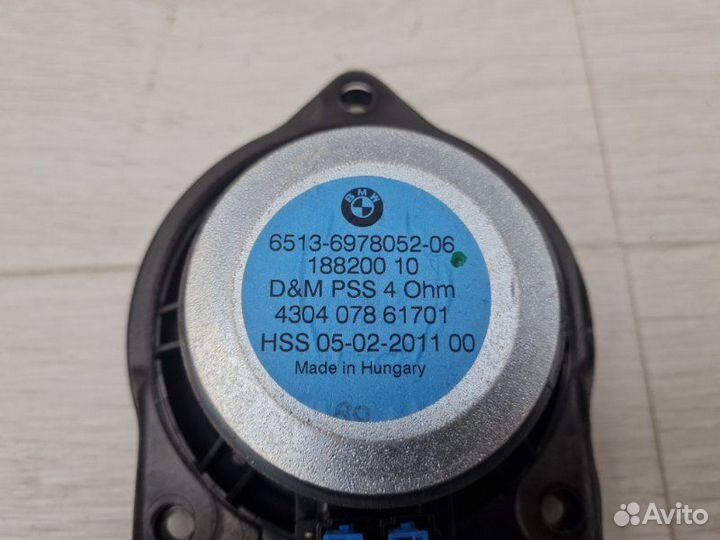 BMW
6513-6978052-06
188200 10
D&M PSS 4 Ohm
4304 078 61701
HSS 05-02-2011 00
Made in Hungary
Avito